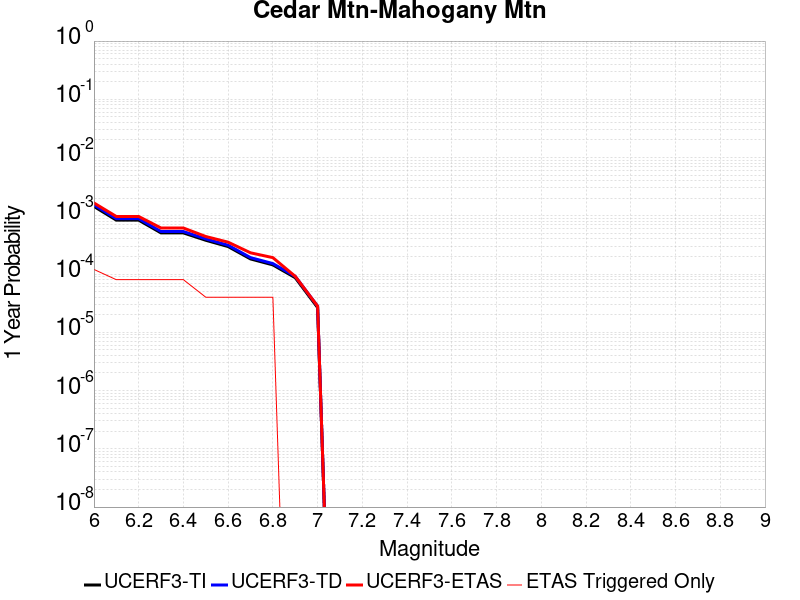 Cedar Mtn-Mahogany Mtn
10^0
10^-1
10^-2
10^-3
10^-4
10^-5
10^-6
10^-7
10^-8
1 Year Probability
6 6.2 6.4 6.6 6.8 7 7.2 7.4 7.6 7.8 8 8.2 8.4 8.6 8.8 9
Magnitude
UCERF3-TI UCERF3-TD UCERF3-ETAS ETAS Triggered Only